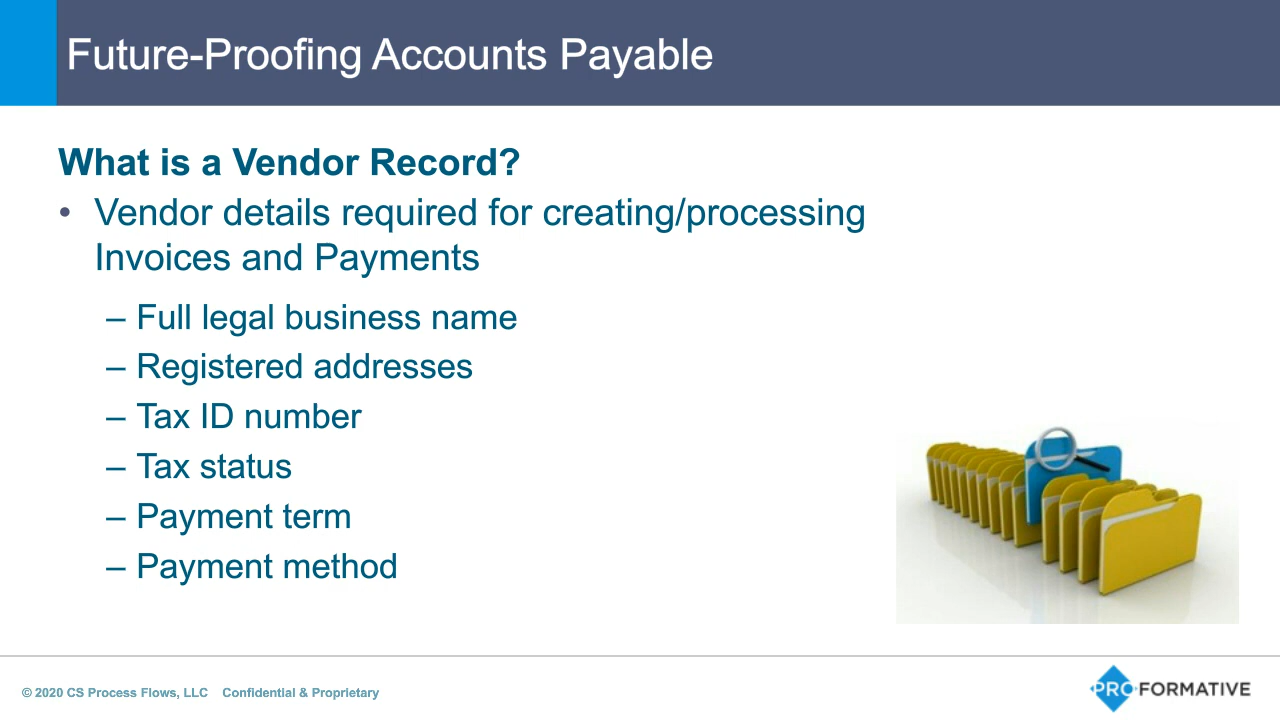 Future-Proofing Accounts Payable
What is a Vendor Record?
• Vendor details required for creating/processing
Invoices and Payments
– Full legal business name
– Registered addresses
– Tax ID number
– Tax status
– Payment term
– Payment method
© 2020 CS Process Flows, LLC Confidential & Proprietary
PROFORMATIVE